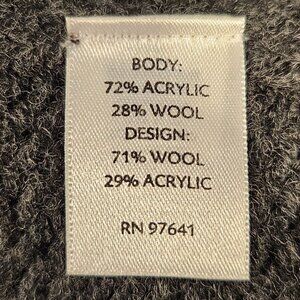 BODY:
72% ACRYLIC
28% WOOL
DESIGN:
71% WOOL
29% ACRYLIC
RN 97641